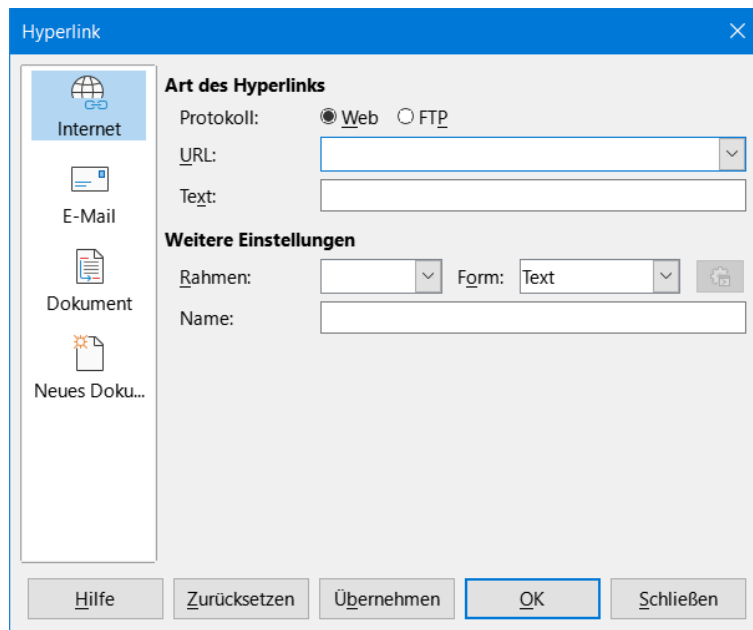 Hyperlink
Internet
E-Mail
Dokument
Neues Doku...
Art des Hyperlinks
Protokoll: Web FTP
URL:
Text:
Weitere Einstellungen
Rahmen: Form: Text
Name:
Hilfe Zurücksetzen Übernehmen OK Schließen